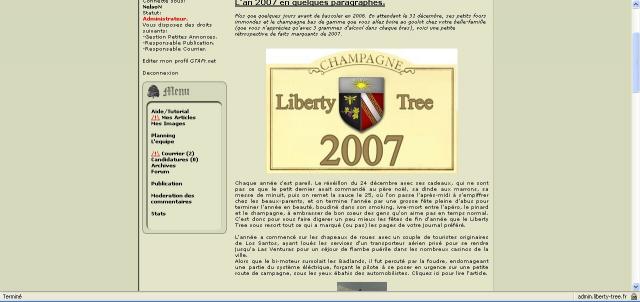 Connecté sous:
NeboN
Statut:
Administrateur.
Vous disposez des droits
suivants:
-Gestion Petites Annonces.
-Responsable Publication.
-Responsable Courrier.
Editer mon profil GTAFr.net
Deconnexion
Menu
Aide/Tutorial
/!\ Mes Articles
Mes Images
Planning
L'equipe
/!\ Courrier (2)
Candidatures (0)
Archives
Forum
Publication
Moderation des
commentaires
Stats
L'an 2007 en quelques paragraphes.
Plus que quelques jours avant de basculer en 2008. En attendant le 31 décembre, ses petits fours
immondes et le champagne bas de gamme que vous allez boire au goulot chez votre belle-famille
(que vous n'appréciez qu'avec 3 grammes d'alcool dans chaque bras), voici une petite
rétrospective de faits marquants de 2007.
CHAMPAGNE
Liberty Tree
2007
Chaque année c'est pareil. Le réveillon du 24 décembre avec ses cadeaux, qui ne sont
pas ce que le petit dernier avait commandé au père noël, sa dinde aux marrons, sa
messe de minuit, puis on remet la sauce le 25, où l'on passe l'après-midi à s'empiffrer
chez les beaux-parents, et on termine l'année par une grosse fête pleine d'abus pour
terminer l'année en beauté, boudiné dans son smoking, ivre-mort entre l'apéro, le pinard
et le champagne, à embrasser de bon coeur des gens qu'on aime pas en temps normal.
C'est donc pour vous faire digérer un peu mieux les fêtes de fin d'année que le Liberty
Tree vous ressort tout ce qui a marqué (ou pas) les pages de votre journal préféré.
L'année a commencé sur les chapeaux de roues avec un couple de touristes originaires
de Los Santos, ayant loués les services d'un transporteur aérien privé pour se rendre
jusqu'à Las Venturas pour un séjour de flambe puérile dans les nombreux casinos de la
ville.
Alors que le bi-moteur survolait les Badlands, il fut percuté par la foudre, endomageant
une partie du système éléctrique, forçant le pilote à se poser en urgence sur une petite
route de campagne, sous les yeux ébahis des automobilistes. Cliquez ici pour lire l'article.
Terminé
admin.liberty-tree.fr